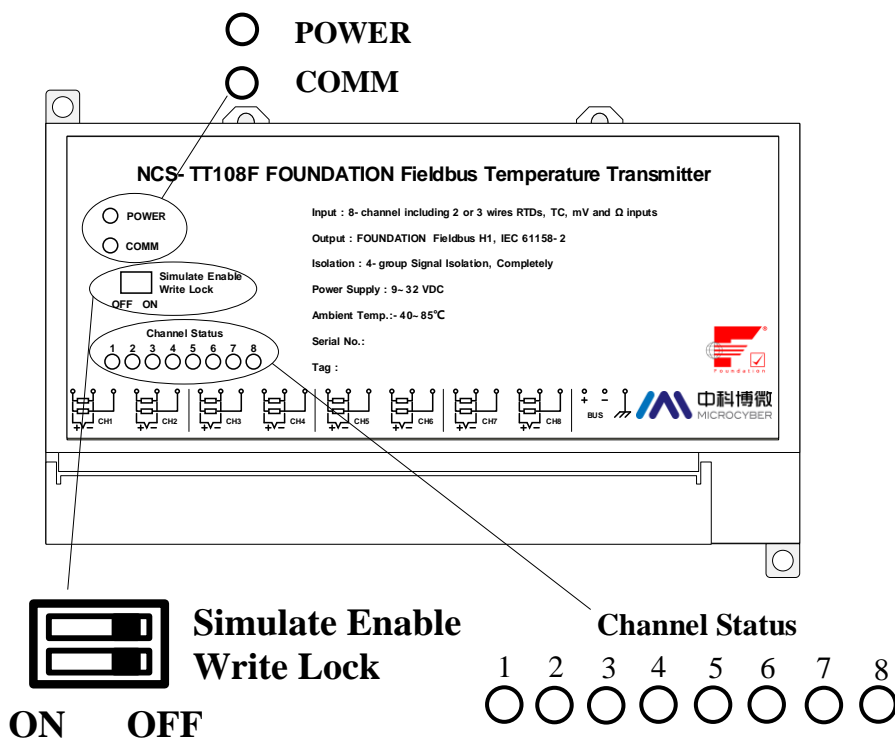 POWER
COMM
NCS- TT108F FOUNDATION Fieldbus Temperature Transmitter
POWER
COMM
Simulate Enable
Write Lock
OFF ON
Channel Status
1 2 3 4 5 6 7 8
Input : 8- channel including 2 or 3 wires RTDs, TC, mV and Ω inputs
Output : FOUNDATION Fieldbus H1, IEC 61158- 2
Isolation : 4- group Signal Isolation, Completely
Power Supply : 9~ 32 VDC
Ambient Temp.:- 40~ 85℃
Serial No.:
Tag :
Foundation
®
+ V − CH1 + V − CH2 + V − CH3 + V − CH4 + V − CH5 + V − CH6 + V − CH7 + V − CH8
+ −
BUS
中科博微
MICROCYBER
Simulate Enable
Write Lock
ON OFF
Channel Status
1 2 3 4 5 6 7 8